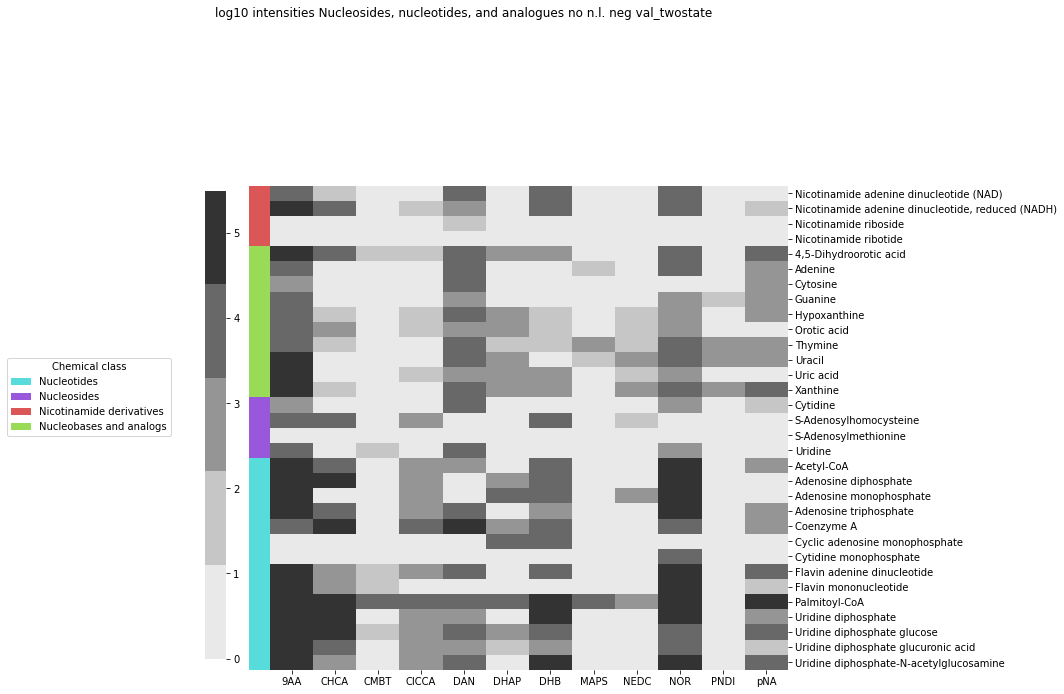 log10 intensities Nucleosides, nucleotides, and analogues no n.l. neg val_twostate
5
4
3
2
1
0
Chemical class
Nucleotides
Nucleosides
Nicotinamide derivatives
Nucleobases and analogs
Nicotinamide adenine dinucleotide (NAD)
Nicotinamide adenine dinucleotide, reduced (NADH)
Nicotinamide riboside
Nicotinamide ribotide
4,5-Dihydroorotic acid
Adenine
Cytosine
Guanine
Hypoxanthine
Orotic acid
Thymine
Uracil
Uric acid
Xanthine
Cytidine
S-Adenosylhomocysteine
S-Adenosylmethionine
Uridine
Acetyl-CoA
Adenosine diphosphate
Adenosine monophosphate
Adenosine triphosphate
Coenzyme A
Cyclic adenosine monophosphate
Cytidine monophosphate
Flavin adenine dinucleotide
Flavin mononucleotide
Palmitoyl-CoA
Uridine diphosphate
Uridine diphosphate glucose
Uridine diphosphate glucuronic acid
Uridine diphosphate-N-acetylglucosamine
9AA CHCA CMBT ClCCA DAN DHAP DHB MAPS NEDC NOR PNDI pNA